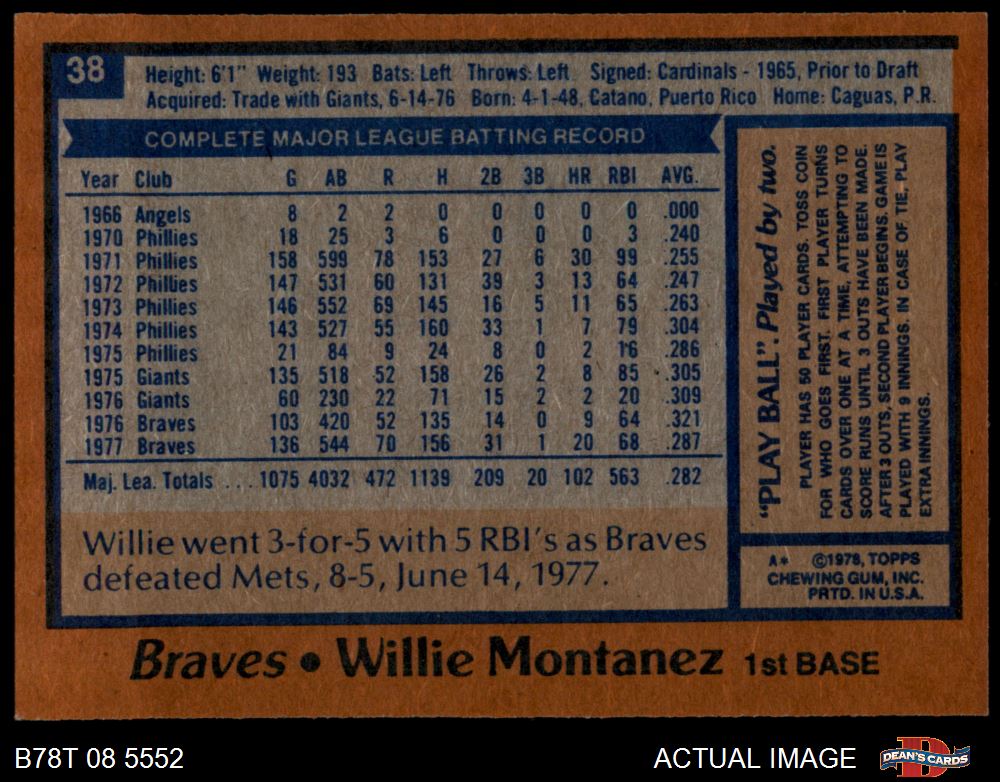 38
Height: 6'1" Weight: 193 Bats: Left Throws: Left Signed: Cardinals - 1965, Prior to Draft
Acquired: Trade with Giants, 6-14-76 Born: 4-1-48, Catano, Puerto Rico Home: Caguas, P.R.
COMPLETE MAJOR LEAGUE BATTING RECORD
Year Club G AB R H 2B 3B HR RBI AVG.
1966 Angels 8 2 2 0 0 0 0 0 .000
1970 Phillies 18 25 3 6 0 0 0 3 .240
1971 Phillies 158 599 78 153 27 6 30 99 .255
1972 Phillies 147 531 60 131 39 3 13 64 .247
1973 Phillies 146 552 69 145 16 5 11 65 .263
1974 Phillies 143 527 55 160 33 1 7 79 .304
1975 Phillies 21 84 9 24 8 0 2 16 .286
1975 Giants 135 518 52 158 26 2 8 85 .305
1976 Giants 60 230 22 71 15 2 2 20 .309
1976 Braves 103 420 52 135 14 0 9 64 .321
1977 Braves 136 544 70 156 31 1 20 68 .287
Maj. Lea. Totals ... 1075 4032 472 1139 209 20 102 563 .282
Willie went 3-for-5 with 5 RBI's as Braves
defeated Mets, 8-5, June 14, 1977.
"PLAY BALL". Played by two.
PLAYER HAS 50 PLAYER CARDS. TOSS COIN
FOR WHO GOES FIRST. FIRST PLAYER TURNS
CARDS OVER ONE AT A TIME, ATTEMPTING TO
SCORE RUNS UNTIL 3 OUTS HAVE BEEN MADE.
AFTER 3 OUTS, SECOND PLAYER BEGINS. GAME IS
PLAYED WITH 9 INNINGS. IN CASE OF TIE, PLAY
EXTRA INNINGS.
A* ©1978, TOPPS
CHEWING GUM, INC.
PRTD. IN U.S.A.
Braves • Willie Montanez 1st BASE
B78T 08 5552
ACTUAL IMAGE
D
DEAN'S CARDS